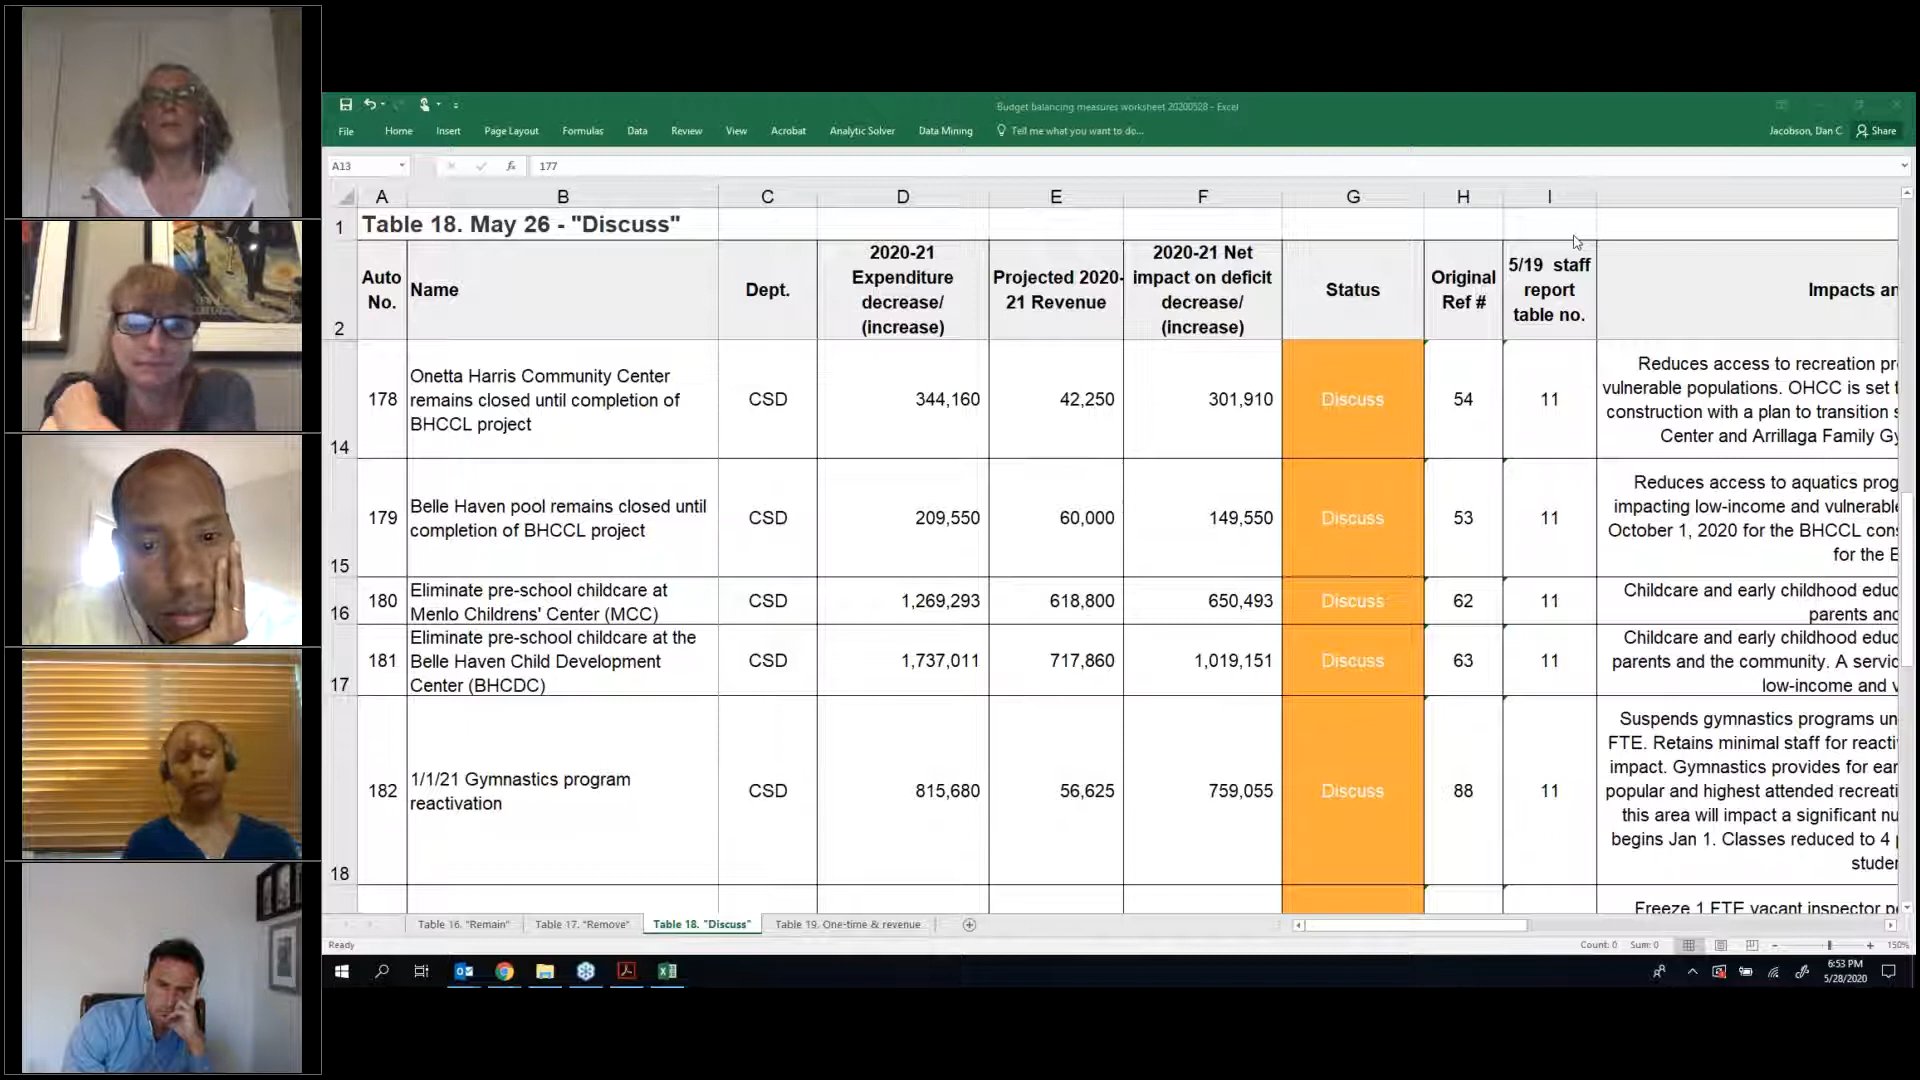 Budget balancing measures worksheet 20200528 - Excel
File Home Insert Page Layout Formulas Data Review View Acrobat Analytic Solver Data Mining Tell me what you want to do... Jacobson, Dan C Share
A13 fx 177
A B C D E F G H I
1 Table 18. May 26 - "Discuss"
2
Auto No.
Name
Dept.
2020-21
Expenditure
decrease/
(increase)
Projected 2020-
21 Revenue
2020-21 Net
impact on deficit
decrease/
(increase)
Status
Original
Ref #
5/19 staff
report
table no.
Impacts an
14
178
Onetta Harris Community Center
remains closed until completion of
BHCCL project
CSD 344,160 42,250 301,910 Discuss 54 11
Reduces access to recreation pr
vulnerable populations. OHCC is set t
construction with a plan to transition s
Center and Arrillaga Family Gy
15
179
Belle Haven pool remains closed until
completion of BHCCL project
CSD 209,550 60,000 149,550 Discuss 53 11
Reduces access to aquatics prog
impacting low-income and vulnerable
October 1, 2020 for the BHCCL cons
for the B
16
180
Eliminate pre-school childcare at
Menlo Childrens' Center (MCC)
CSD 1,269,293 618,800 650,493 Discuss 62 11
Childcare and early childhood educ
parents and
17
181
Eliminate pre-school childcare at the
Belle Haven Child Development
Center (BHCDC)
CSD 1,737,011 717,860 1,019,151 Discuss 63 11
Childcare and early childhood educ
parents and the community. A servic
low-income and v
18
182
1/1/21 Gymnastics program
reactivation
CSD 815,680 56,625 759,055 Discuss 88 11
Suspends gymnastics programs un
FTE. Retains minimal staff for reacti
impact. Gymnastics provides for ear
popular and highest attended recreati
this area will impact a significant nu
begins Jan 1. Classes reduced to 4 p
studen
Freeze 1 FTE vacant inspector po
Table 16. "Remain" Table 17. "Remove" Table 18. "Discuss" Table 19. One-time & revenue
Ready Count: 0 Sum: 0 150%
6:53 PM
5/28/2020